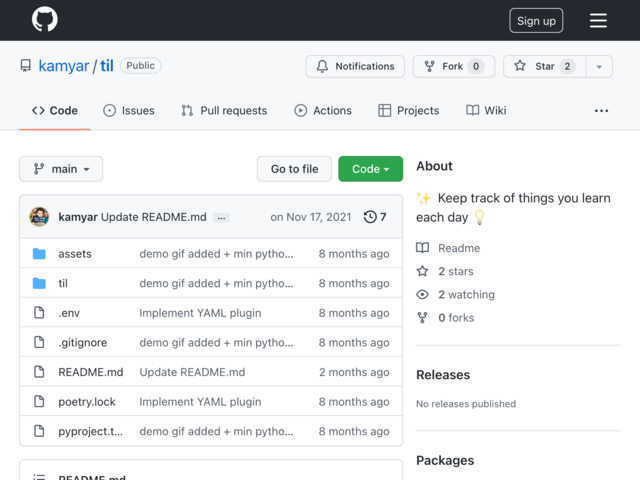 Sign up
kamyar / til Public
Notifications Fork 0 Star 2
Code Issues Pull requests Actions Projects Wiki ...
main Go to file Code
kamyar Update README.md ... on Nov 17, 2021 7
assets demo gif added + min pytho... 8 months ago
til demo gif added + min pytho... 8 months ago
.env Implement YAML plugin 8 months ago
.gitignore demo gif added + min pytho... 8 months ago
README.md Update README.md 2 months ago
poetry.lock Implement YAML plugin 8 months ago
pyproject.t... demo gif added + min pytho... 8 months ago
README.md
About
✨ Keep track of things you learn
each day 💡
Readme
2 stars
2 watching
0 forks
Releases
No releases published
Packages